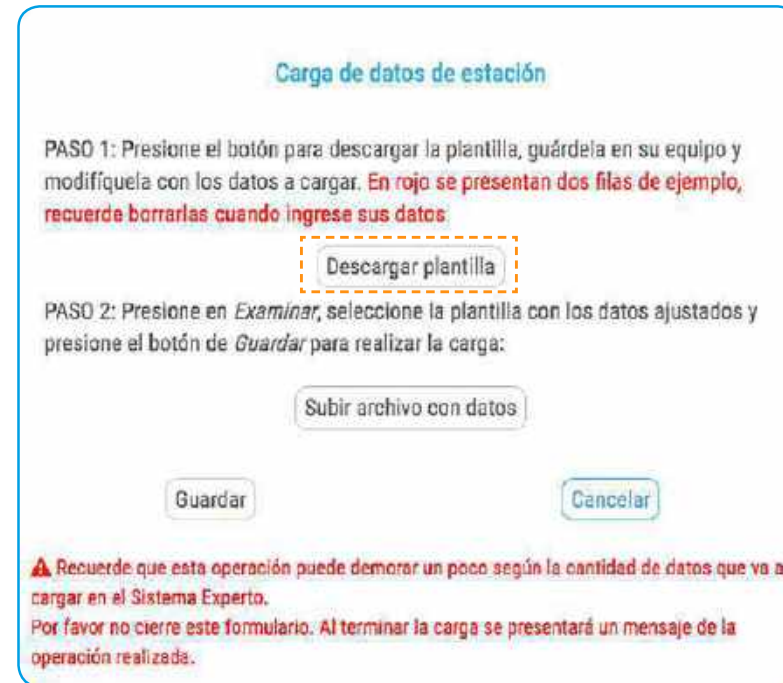 Carga de datos de estación
PASO 1: Presione el botón para descargar la plantilla, guárdela en su equipo y
modifíquela con los datos a cargar. En rojo se presentan dos filas de ejemplo,
recuerde borrarlas cuando ingrese sus datos.
Descargar plantilla
PASO 2: Presione en Examinar, seleccione la plantilla con los datos ajustados y
presione el botón de Guardar para realizar la carga:
Subir archivo con datos
Guardar Cancelar
Recuerde que esta operación puede demorar un poco según la cantidad de datos que va a
cargar en el Sistema Experto.
Por favor no cierre este formulario. Al terminar la carga se presentará un mensaje de la
operación realizada.